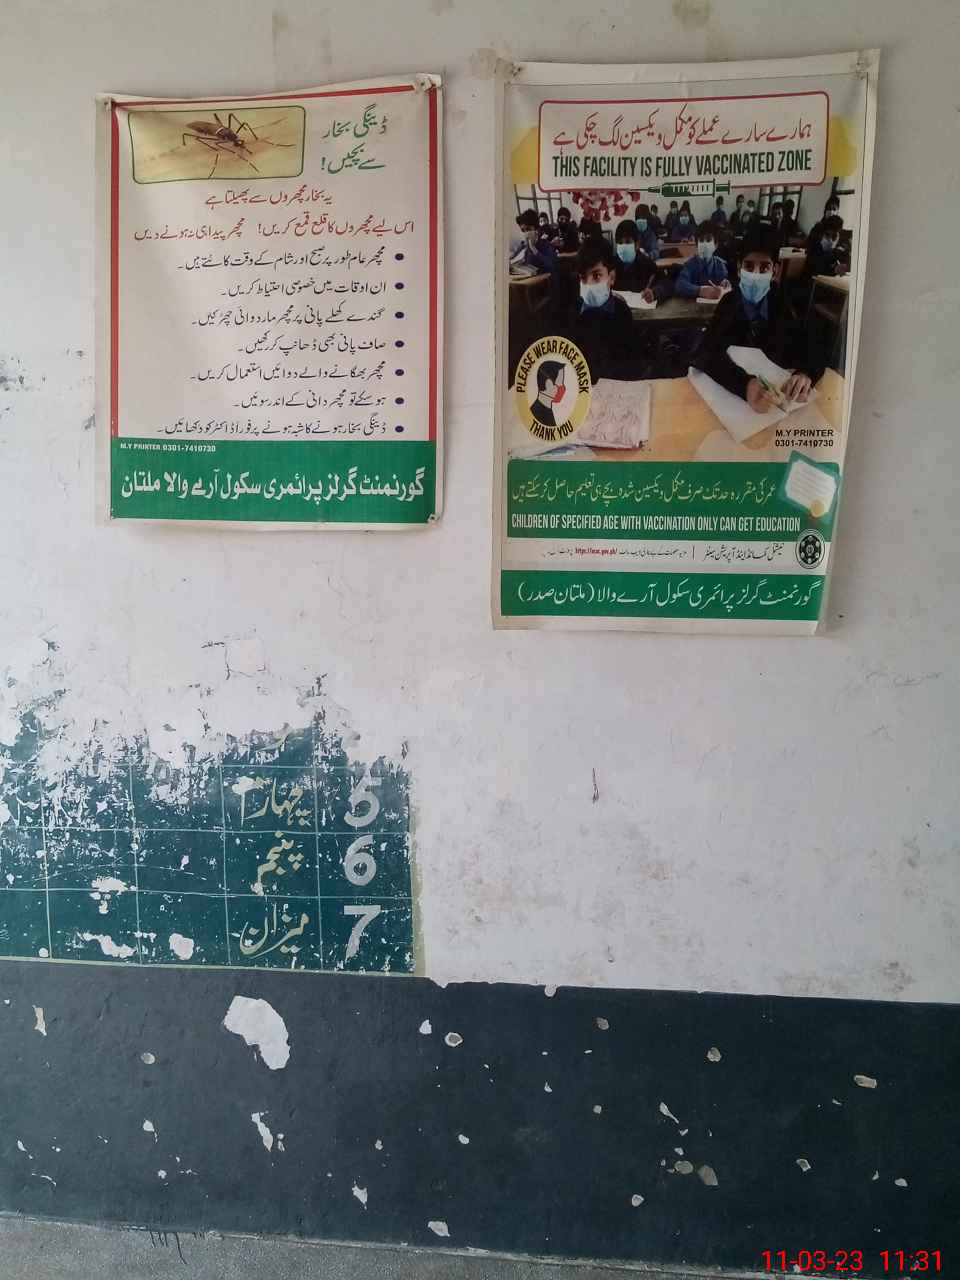 ڈینگی بخار
سے بچیں!
یہ بخار مچھروں سے پھیلتا ہے
اس لیے مچھروں کا قلع قمع کریں! مچھر پیدا ہی نہ ہونے دیں
مچھر عام طور پر صبح اور شام کے وقت کاٹتے ہیں۔
ان اوقات میں خصوصی احتیاط کریں۔
گندے کھلے پانی پر مچھر مار دوائی چھڑکیں۔
صاف پانی بھی ڈھانپ کر رکھیں۔
مچھر بھگانے والے دوائیں استعمال کریں۔
ہو سکے تو مچھر دانی کے اندر سوئیں۔
ڈینگی بخار ہونے کا شبہ ہونے پر فوراً ڈاکٹر کو دکھائیں۔
M.Y PRINTER 0301-7419730
گورنمنٹ گرلز پرائمری سکول آرے والا ملتان
ہمارے سارے عملے کو مکمل ویکسین لگ چکی ہے
THIS FACILITY IS FULLY VACCINATED ZONE
PLEASE WEAR FACE MASK
THANK YOU
M.Y PRINTER
0301-7419730
عمر کی مقررہ حد تک صرف مکمل ویکسین شدہ بچے ہی تعلیم حاصل کر سکتے ہیں
CHILDREN OF SPECIFIED AGE WITH VACCINATION ONLY CAN GET EDUCATION
نیشنل کمانڈ اینڈ آپریشن سینٹر
گورنمنٹ گرلز پرائمری سکول آرے والا (ملتان صدر)
5 چہارم
6 پنجم
7 میزان
11-03-23 11:31